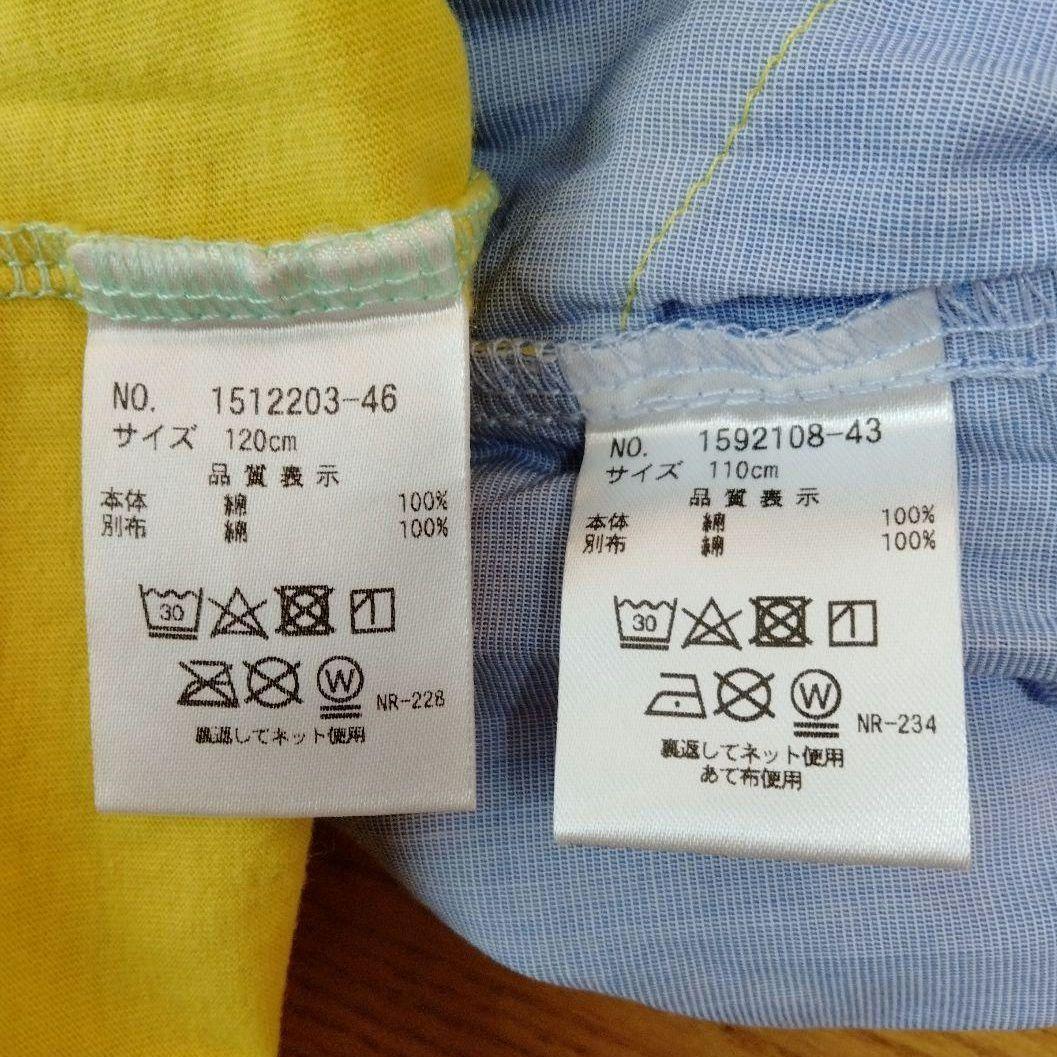 NO. 1512203-46
サイズ 120cm
品質表示
本体 綿 100%
別布 綿 100%
30
W NR-228
裏返してネット使用
NO. 1592108-43
サイズ 110cm
品質表示
本体 綿 100%
別布 綿 100%
30
W NR-234
裏返してネット使用
あて布使用